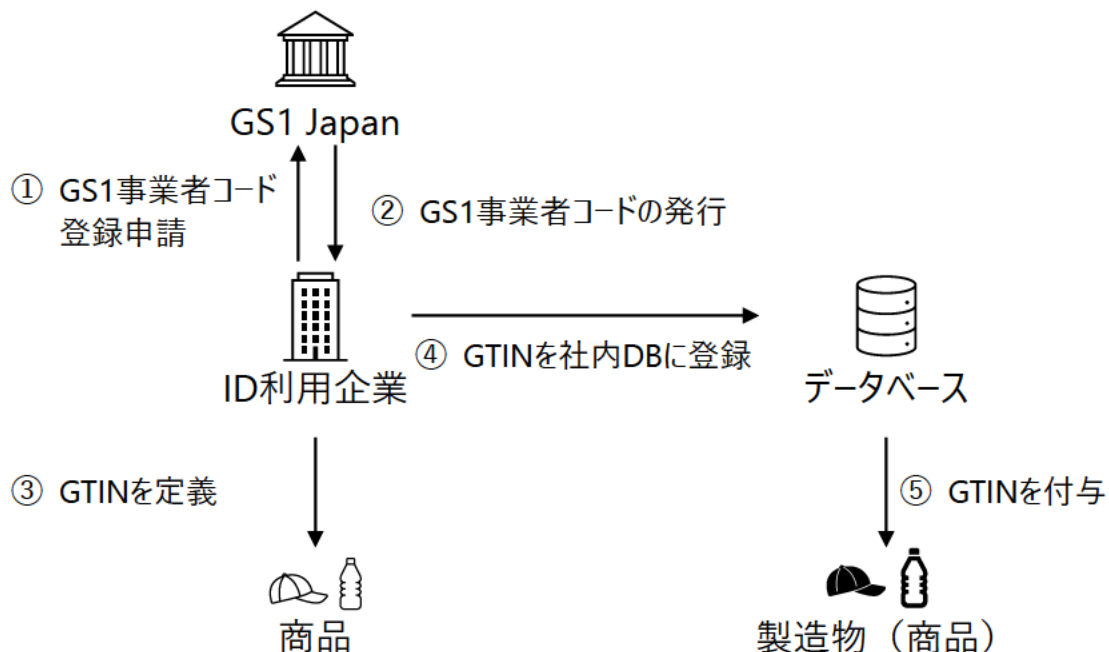 GS1 Japan
① GS1事業者コード
登録申請
② GS1事業者コードの発行
④ GTINを社内DBに登録
ID利用企業
データベース
③ GTINを定義
⑤ GTINを付与
商品
製造物（商品）